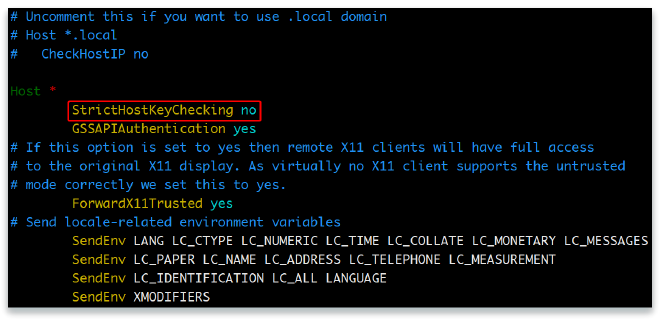 # Uncomment this if you want to use .local domain
# Host *.local
#   CheckHostIP no
Host *
StrictHostKeyChecking no
GSSAPIAuthentication yes
# If this option is set to yes then remote X11 clients will have full access
# to the original X11 display. As virtually no X11 client supports the untrusted
# mode correctly we set this to yes.
ForwardX11Trusted yes
# Send locale-related environment variables
SendEnv LANG LC_CTYPE LC_NUMERIC LC_TIME LC_COLLATE LC_MONETARY LC_MESSAGES
SendEnv LC_PAPER LC_NAME LC_ADDRESS LC_TELEPHONE LC_MEASUREMENT
SendEnv LC_IDENTIFICATION LC_ALL LANGUAGE
SendEnv XMODIFIERS